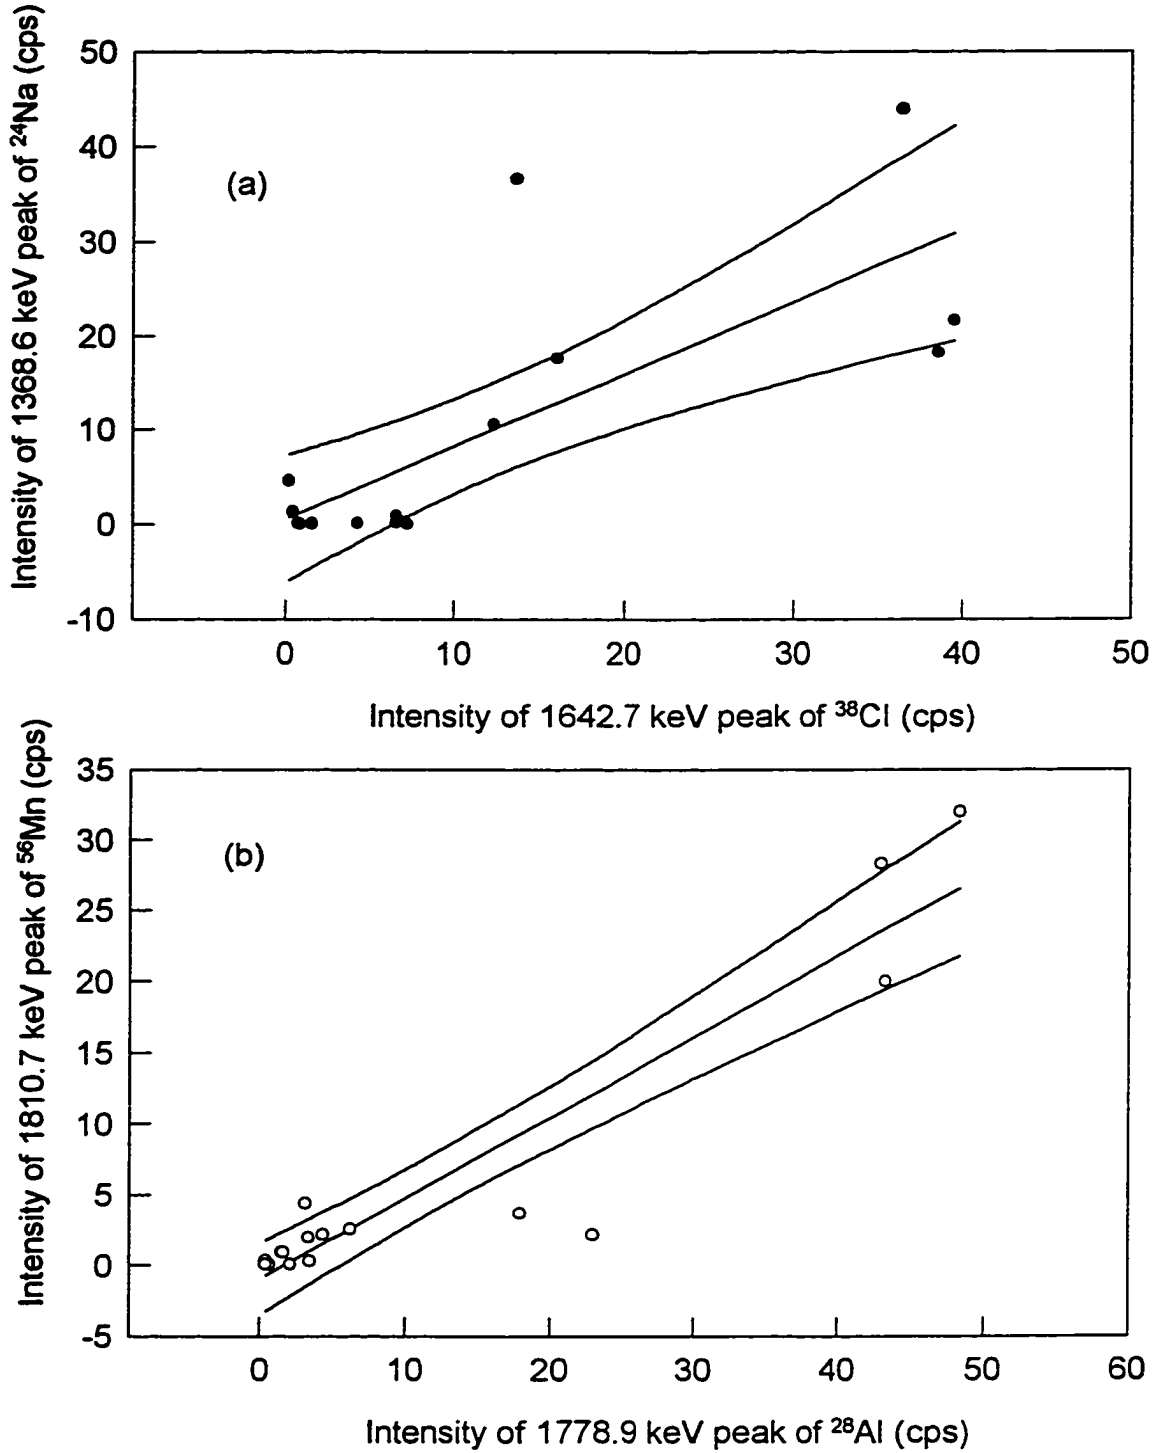 Intensity of 1368.6 keV peak of ²⁴Na (cps)
50
40
30
20
10
0
-10
(a)
0 10 20 30 40 50
Intensity of 1642.7 keV peak of ³⁸Cl (cps)
Intensity of 1810.7 keV peak of ⁵⁶Mn (cps)
35
30
25
20
15
10
5
0
-5
(b)
0 10 20 30 40 50 60
Intensity of 1778.9 keV peak of ²⁸Al (cps)